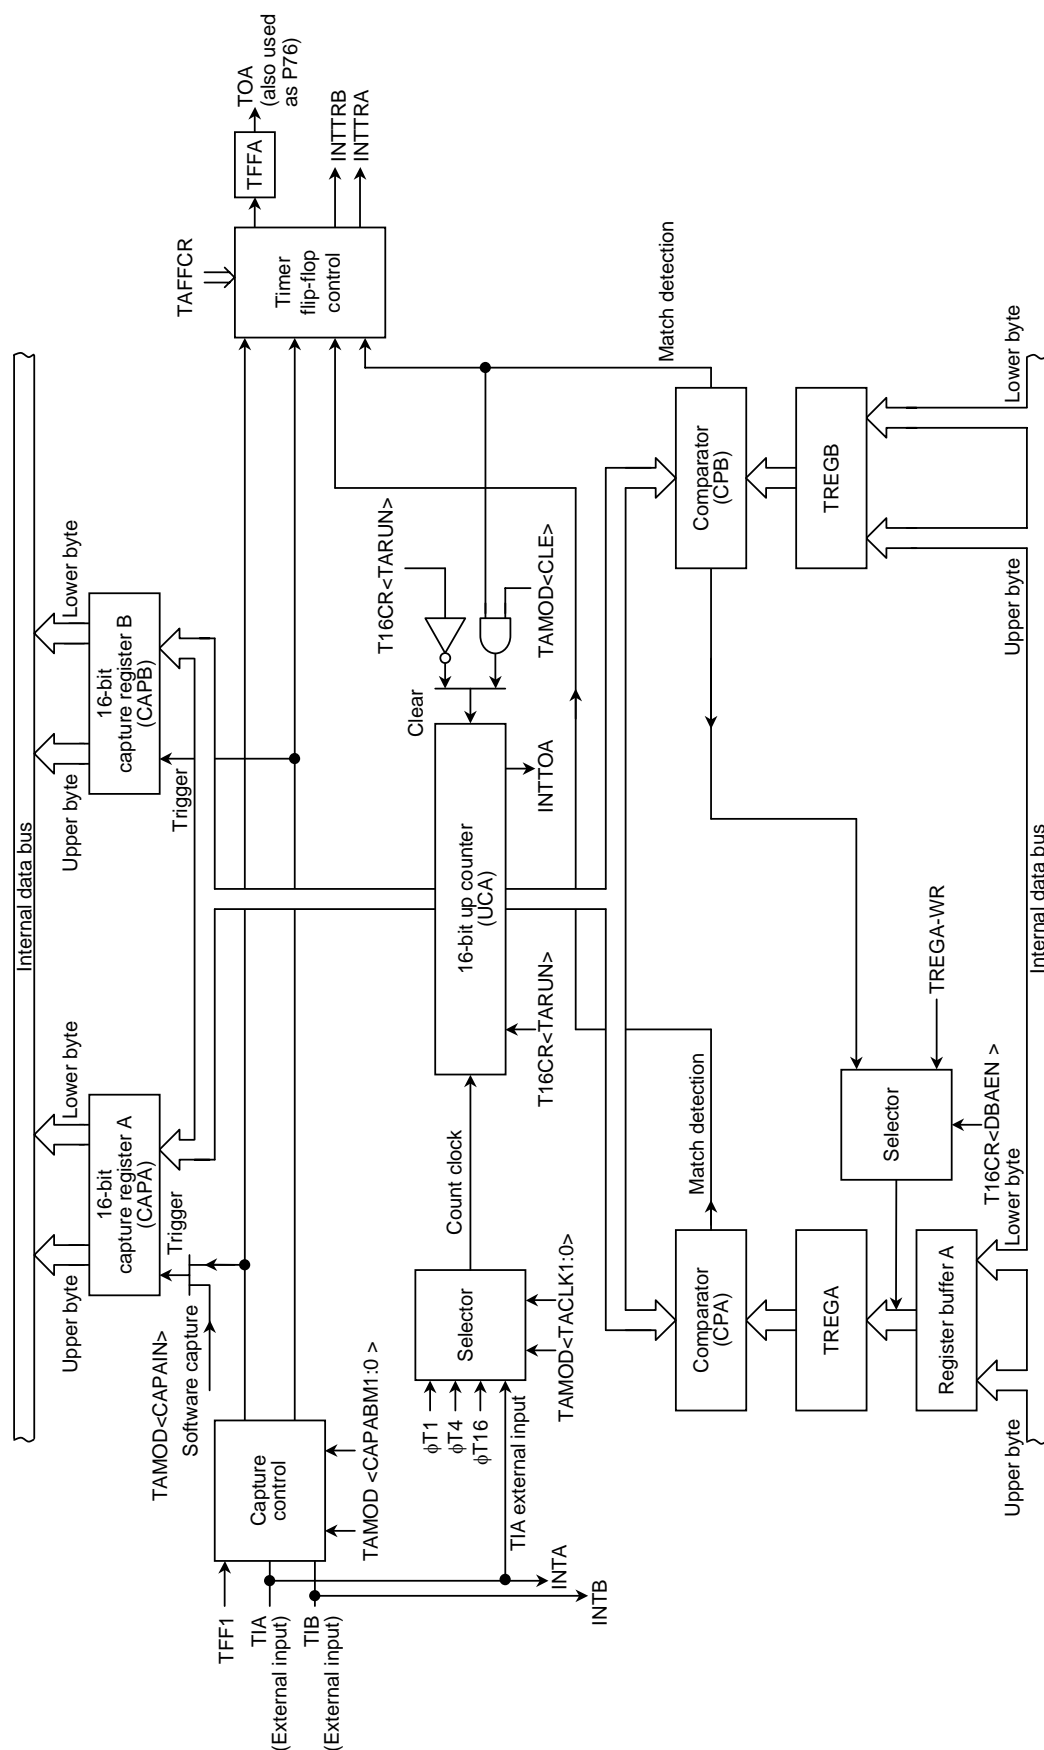 Internal data bus
Upper byte
Lower byte
Upper byte
Lower byte
16-bit
capture register A
(CAPA)
16-bit
capture register B
(CAPB)
TAMOD<CAPAIN>
Software capture
Trigger
Trigger
TFF1
TIA
(External input)
TIB
(External input)
Capture
control
TAMOD <CAPABM1:0 >
INTA
INTB
TIA external input
ϕT1
ϕT4
ϕT16
Selector
TAMOD<TACLK1:0>
Count clock
16-bit up counter
(UCA)
T16CR<TARUN>
INTTOA
Clear
T16CR<TARUN>
TAMOD<CLE>
TAFFCR
Timer
flip-flop
control
TFFA
TOA
(also used
as P76)
INTTRB
INTTRA
Match detection
Match detection
Comparator
(CPA)
Comparator
(CPB)
TREGA
TREGB
Register buffer A
Selector
TREGA-WR
T16CR<DBAEN >
Upper byte
Lower byte
Upper byte
Lower byte
Internal data bus